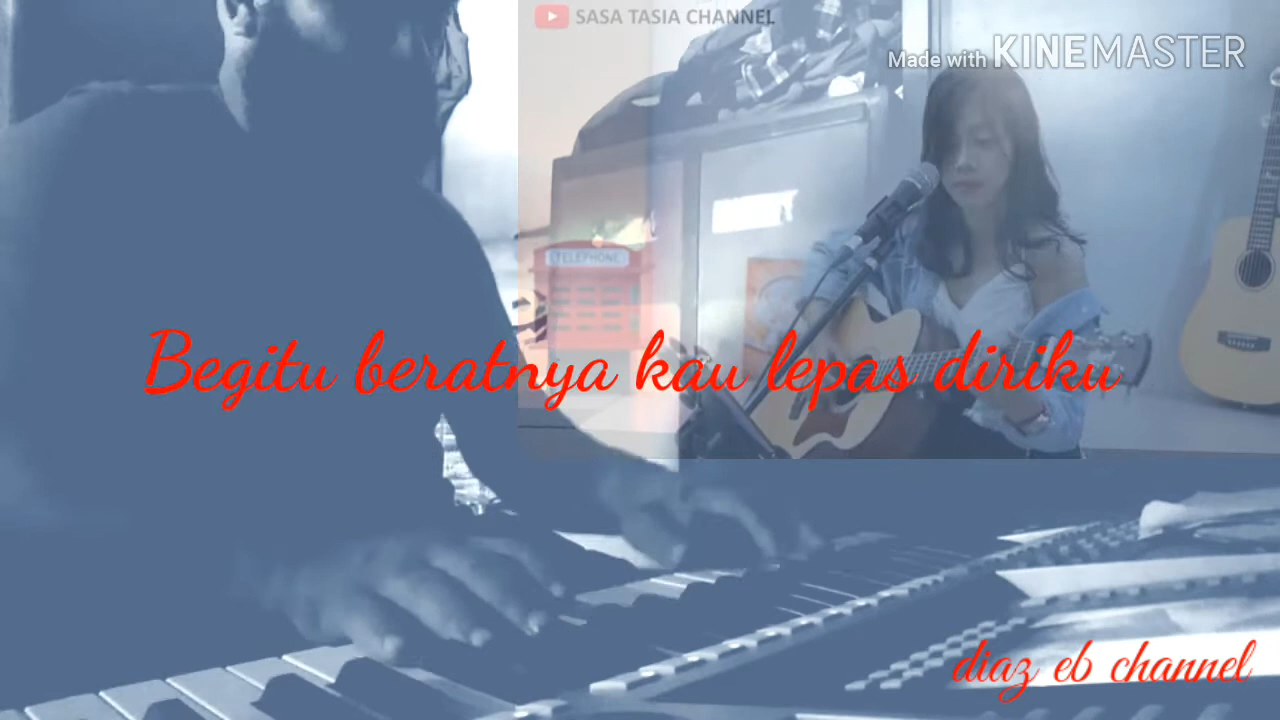 SASA TASIA CHANNEL
Made with KINEMASTER
TELEPHONE
Begitu beratnya kau lepas diriku
diaz eb channel